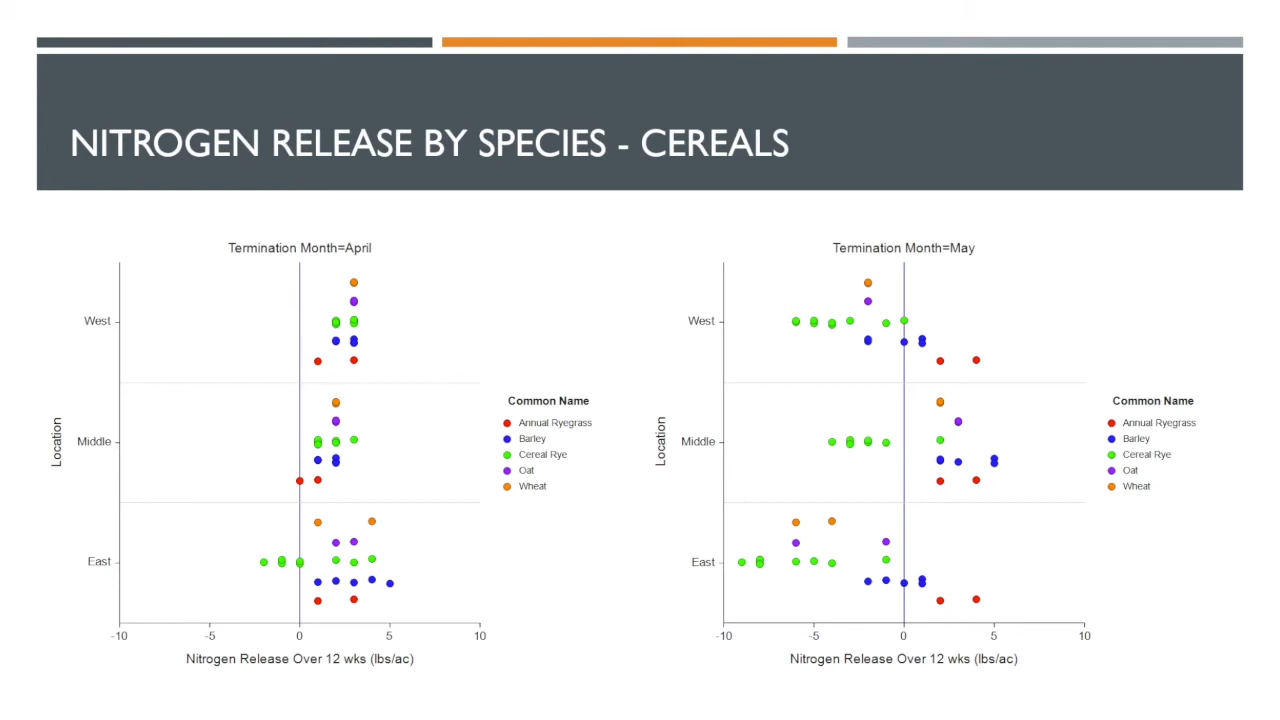 NITROGEN RELEASE BY SPECIES - CEREALS
Termination Month=April
West
Middle
East
Location
-10 -5 0 5 10
Nitrogen Release Over 12 wks (lbs/ac)
Common Name
Annual Ryegrass
Barley
Cereal Rye
Oat
Wheat
Termination Month=May
West
Middle
East
Location
-10 -5 0 5 10
Nitrogen Release Over 12 wks (lbs/ac)
Common Name
Annual Ryegrass
Barley
Cereal Rye
Oat
Wheat